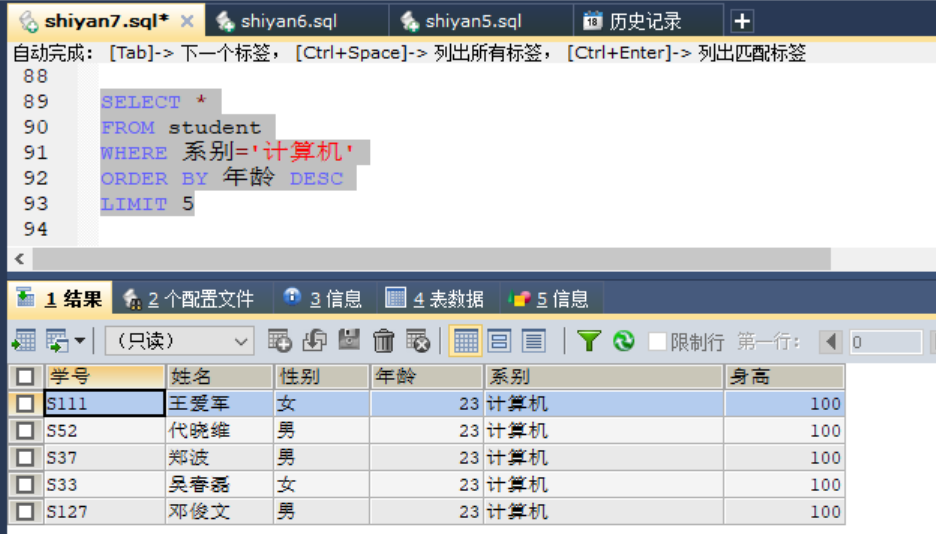 shiyan7.sql* shiyan6.sql shiyan5.sql 历史记录
自动完成： [Tab]-> 下一个标签， [Ctrl+Space]-> 列出所有标签， [Ctrl+Enter]-> 列出匹配标签
88
89 SELECT *
90 FROM student
91 WHERE 系别='计算机'
92 ORDER BY 年龄 DESC
93 LIMIT 5
94
1 结果 2 个配置文件 3 信息 4 表数据 5 信息
（只读） 限制行 第一行： 0
学号 姓名 性别 年龄 系别 身高
S111 王爱军 女 23 计算机 100
S52 代晓维 男 23 计算机 100
S37 郑波 男 23 计算机 100
S33 吴春磊 女 23 计算机 100
S127 邓俊文 男 23 计算机 100